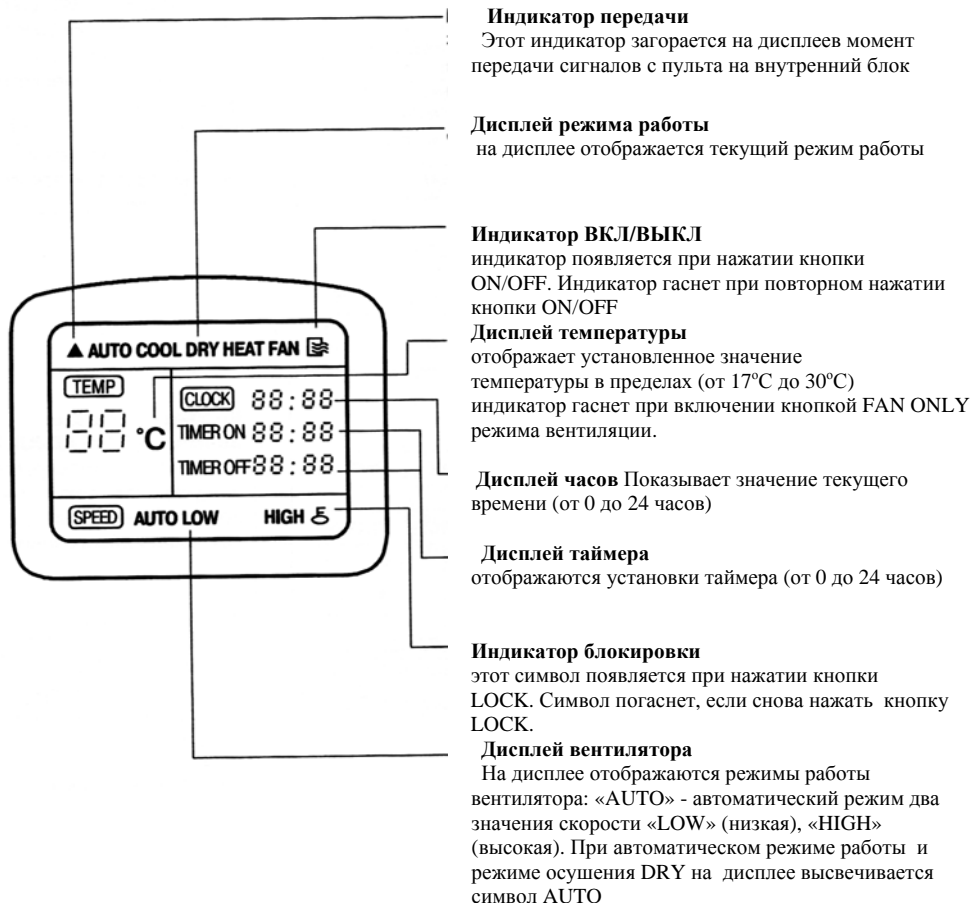 Индикатор передачи
Этот индикатор загорается на дисплеев момент
передачи сигналов с пульта на внутренний блок
Дисплей режима работы
на дисплее отображается текущий режим работы
Индикатор ВКЛ/ВЫКЛ
индикатор появляется при нажатии кнопки
ON/OFF. Индикатор гаснет при повторном нажатии
кнопки ON/OFF
Дисплей температуры
отображает установленное значение
температуры в пределах (от 17°С до 30°С)
индикатор гаснет при включении кнопкой FAN ONLY
режима вентиляции.
Дисплей часов Показывает значение текущего
времени (от 0 до 24 часов)
Дисплей таймера
отображаются установки таймера (от 0 до 24 часов)
Индикатор блокировки
этот символ появляется при нажатии кнопки
LOCK. Символ погаснет, если снова нажать кнопку
LOCK.
Дисплей вентилятора
На дисплее отображаются режимы работы
вентилятора: «AUTO» - автоматический режим два
значения скорости «LOW» (низкая), «HIGH»
(высокая). При автоматическом режиме работы и
режиме осушения DRY на дисплее высвечивается
символ AUTO
▲ AUTO COOL DRY HEAT FAN
TEMP
88 °C
CLOCK 88:88
TIMER ON 88:88
TIMER OFF 88:88
SPEED AUTO LOW HIGH